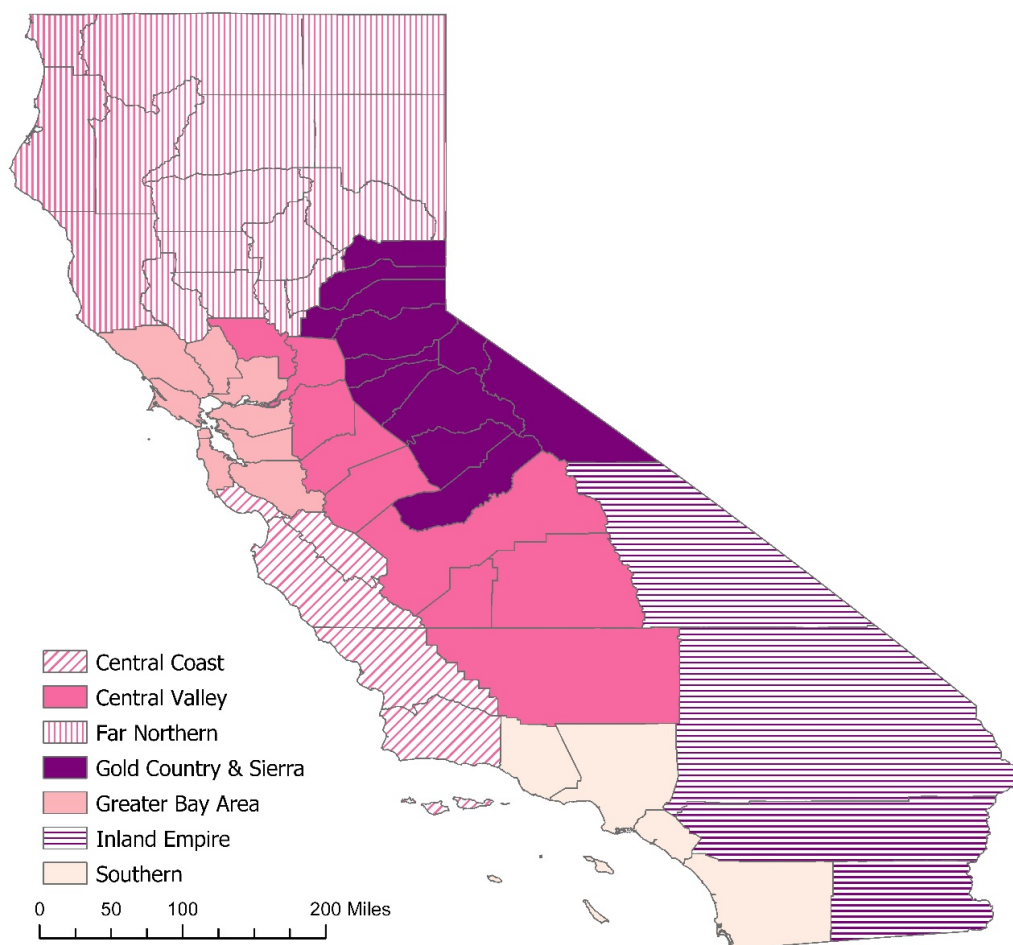 Central Coast
Central Valley
Far Northern
Gold Country & Sierra
Greater Bay Area
Inland Empire
Southern
0 50 100 200 Miles